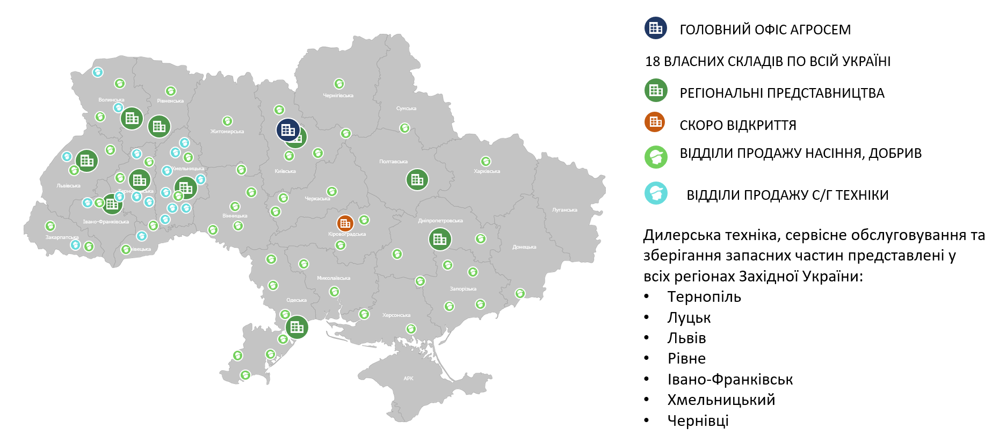 ГОЛОВНИЙ ОФІС АГРОСЕМ
18 ВЛАСНИХ СКЛАДІВ ПО ВСІЙ УКРАЇНІ
РЕГІОНАЛЬНІ ПРЕДСТАВНИЦТВА
СКОРО ВІДКРИТТЯ
ВІДДІЛИ ПРОДАЖУ НАСІННЯ, ДОБРИВ
ВІДДІЛИ ПРОДАЖУ С/Г ТЕХНІКИ
Дилерська техніка, сервісне обслуговування та
зберігання запасних частин представлені у
всіх регіонах Західної України:
• Тернопіль
• Луцьк
• Львів
• Рівне
• Івано-Франківськ
• Хмельницький
• Чернівці
Волинська
Рівненська
Житомирська
Київська
Чернігівська
Сумська
Львівська
Хмельницька
Полтавська
Харківська
Луганська
Черкаська
Вінницька
Івано-Франківська
Закарпатська
Кіровоградська
Дніпропетровська
Донецька
Миколаївська
Одеська
Запорізька
Херсонська
АРК